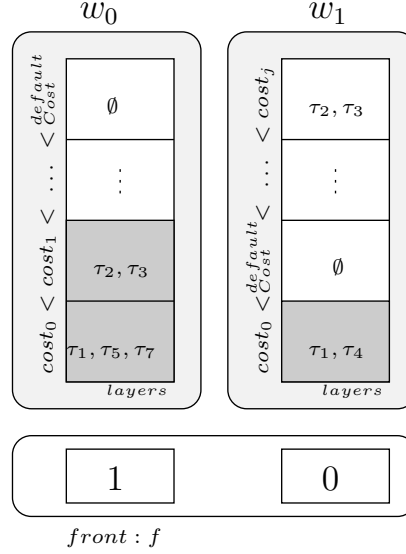 w₀ w₁
∅
⋮
τ₂, τ₃
τ₁, τ₅, τ₇
cost₀ < cost₁ < … < default Cost
layers
τ₂, τ₃
⋮
∅
τ₁, τ₄
cost₀ < default Cost < … < cost_j
layers
1 0
front : f